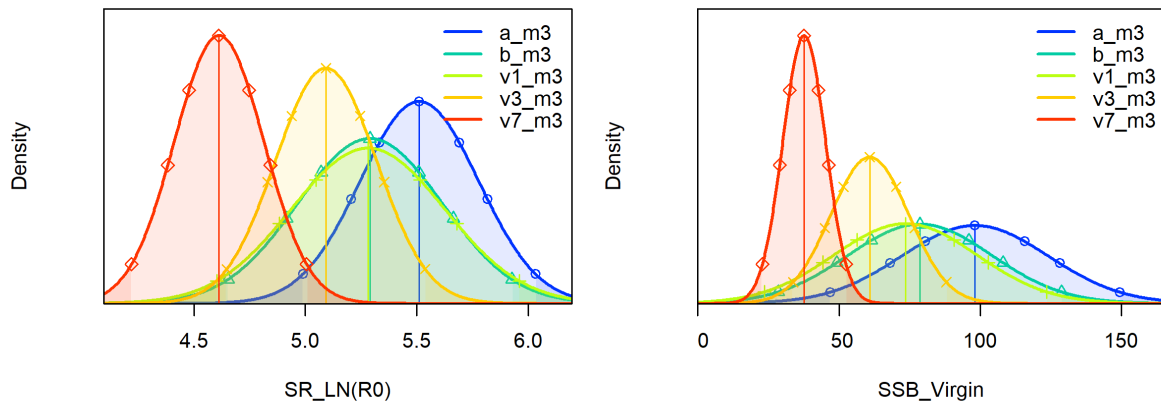 Density
a_m3
b_m3
v1_m3
v3_m3
v7_m3
4.5 5.0 5.5 6.0
SR_LN(R0)
Density
a_m3
b_m3
v1_m3
v3_m3
v7_m3
0 50 100 150
SSB_Virgin